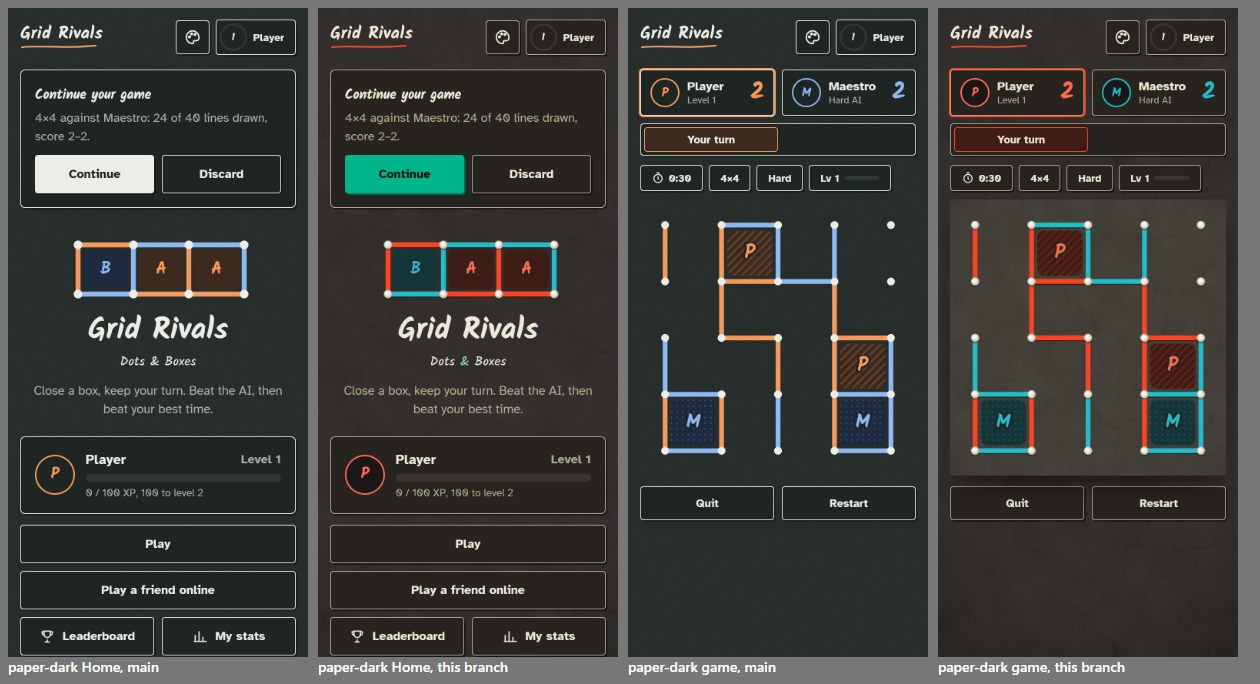 Grid Rivals
I Player
Continue your game
4×4 against Maestro: 24 of 40 lines drawn,
score 2–2.
Continue Discard
B A A
Grid Rivals
Dots & Boxes
Close a box, keep your turn. Beat the AI, then
beat your best time.
P Player Level 1
0 / 100 XP, 100 to level 2
Play
Play a friend online
Leaderboard My stats
paper-dark Home, main
Grid Rivals
I Player
Continue your game
4×4 against Maestro: 24 of 40 lines drawn,
score 2–2.
Continue Discard
B A A
Grid Rivals
Dots & Boxes
Close a box, keep your turn. Beat the AI, then
beat your best time.
P Player Level 1
0 / 100 XP, 100 to level 2
Play
Play a friend online
Leaderboard My stats
paper-dark Home, this branch
Grid Rivals
I Player
P Player 2 M Maestro 2
Level 1 Hard AI
Your turn
0:30 4×4 Hard Lv 1
P
P
M M
Quit Restart
paper-dark game, main
Grid Rivals
I Player
P Player 2 M Maestro 2
Level 1 Hard AI
Your turn
0:30 4×4 Hard Lv 1
P
P
M M
Quit Restart
paper-dark game, this branch